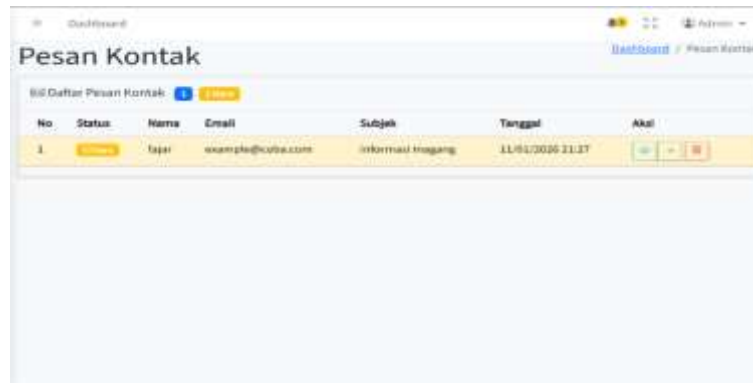 Dashboard
Admin
Pesan Kontak
Dashboard / Pesan Kontak
Daftar Pesan Kontak 1
No Status Nama Email Subjek Tanggal Aksi
1 fajar example@coba.com informasi magang 11/01/2026 21:27